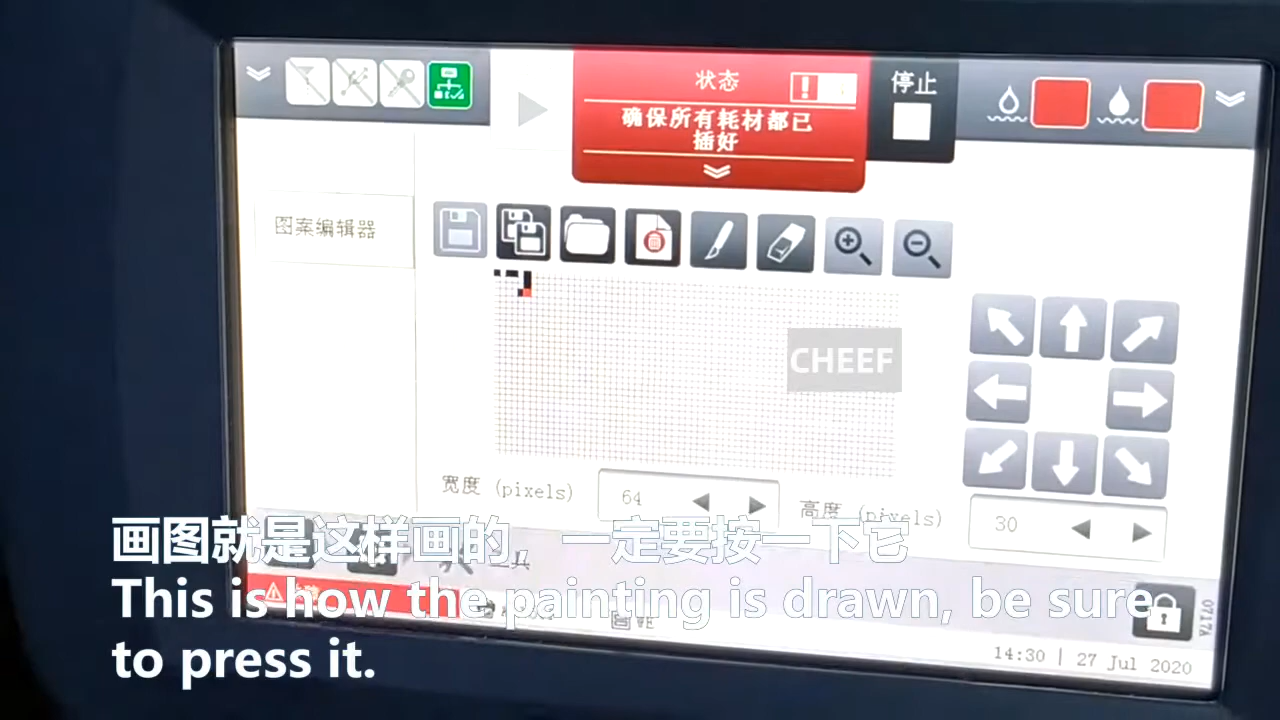 状态
停止
确保所有耗材都已
插好
图案编辑器
CHEEF
宽度 (pixels)
64
高度 (pixels)
30
画图就是这样画的，一定要按一下它
This is how the painting is drawn, be sure
to press it.
0717A
14:30 | 27 Jul 2020